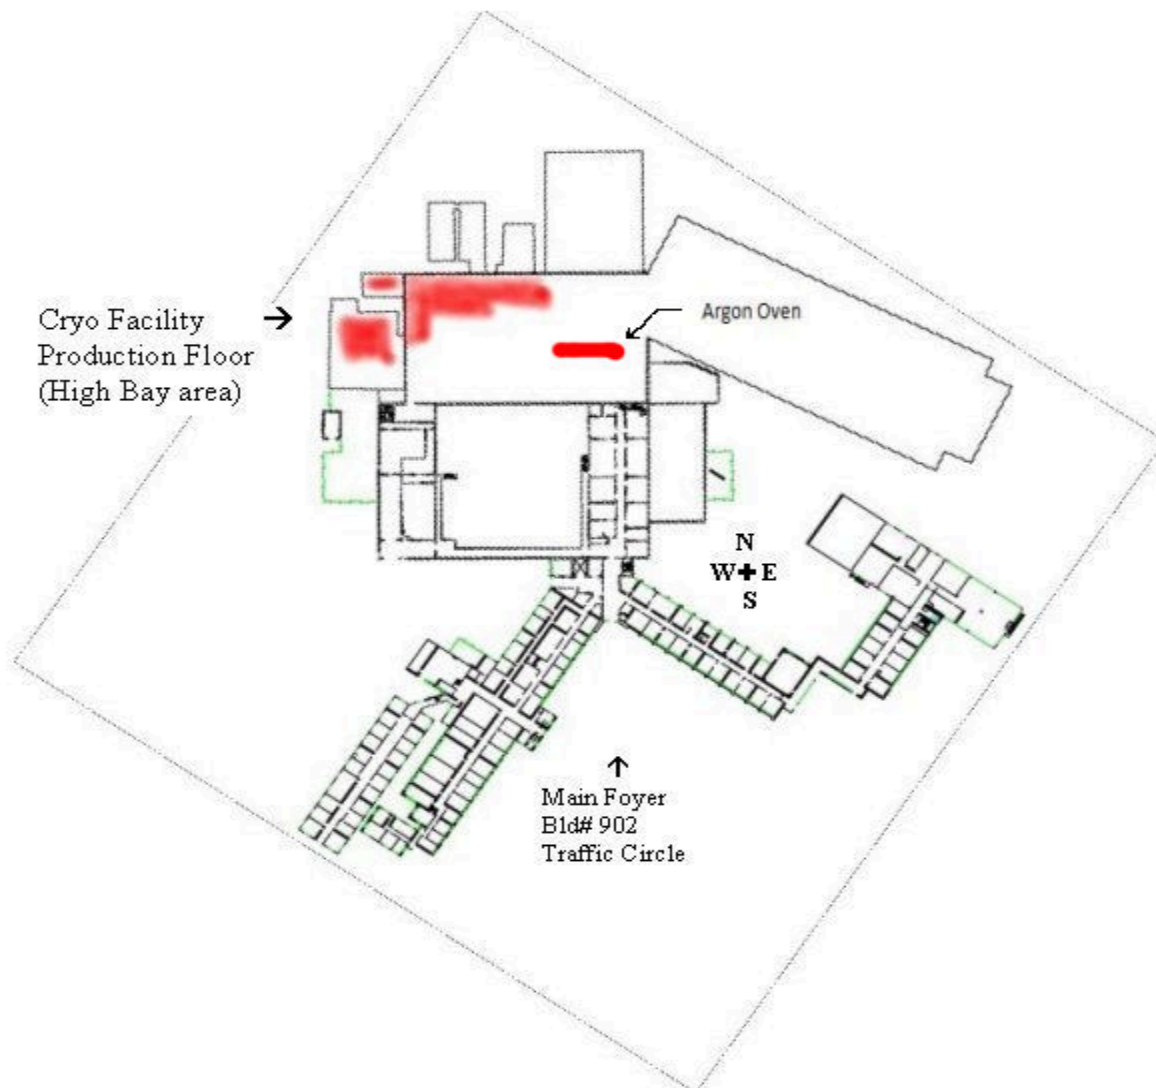 Cryo Facility →
Production Floor
(High Bay area)
Argon Oven
N
W+E
S
↑
Main Foyer
Bld# 902
Traffic Circle